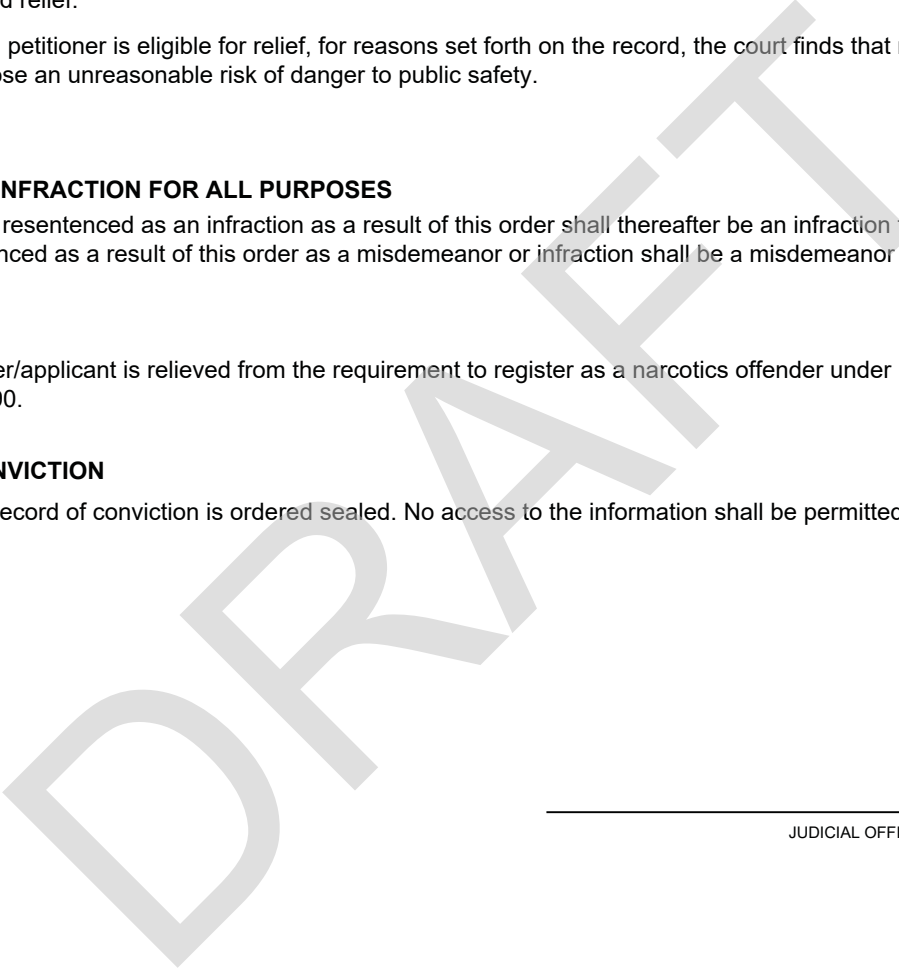 d relief.
petitioner is eligible for relief, for reasons set forth on the record, the court finds that
ose an unreasonable risk of danger to public safety.
NFRACTION FOR ALL PURPOSES
resentenced as an infraction as a result of this order shall thereafter be an infraction
nced as a result of this order as a misdemeanor or infraction shall be a misdemeanor
er/applicant is relieved from the requirement to register as a narcotics offender under
00.
NVICTION
ecord of conviction is ordered sealed. No access to the information shall be permitted
JUDICIAL OFFI
DRAFT